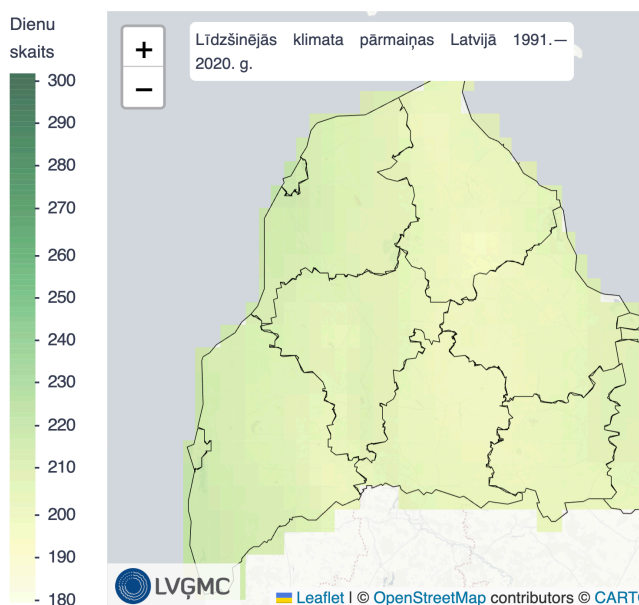 Dienu
skaits
300
290
280
270
260
250
240
230
220
210
200
190
180
+
−
Līdzšinējās klimata pārmaiņas Latvijā 1991.—
2020. g.
LVĢMC
Leaflet | © OpenStreetMap contributors © CARTO